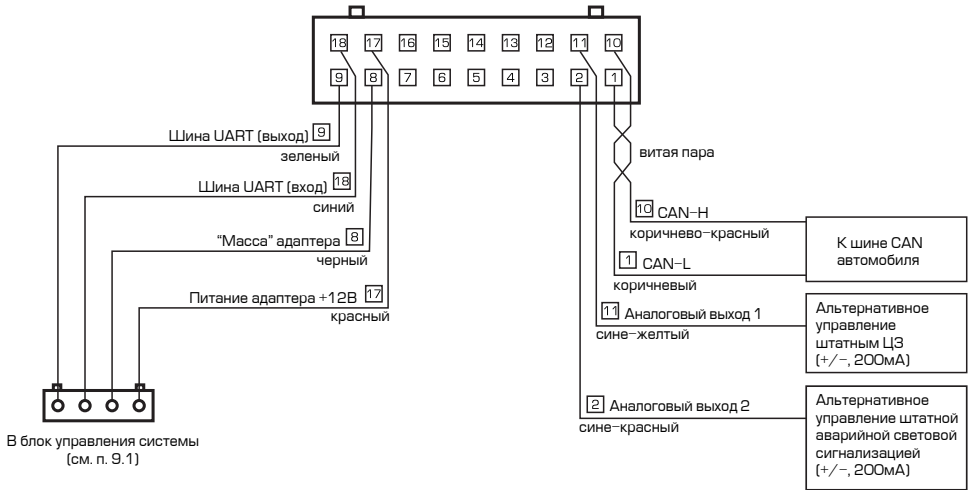 18 17 16 15 14 13 12 11 10
9 8 7 6 5 4 3 2 1
Шина UART (выход) 9
зеленый
Шина UART (вход) 18
синий
"Масса" адаптера 8
черный
Питание адаптера +12В 17
красный
В блок управления системы
(см. п. 9.1)
витая пара
10 CAN-H
коричнево-красный
1 CAN-L
коричневый
К шине CAN
автомобиля
11 Аналоговый выход 1
сине-желтый
Альтернативное
управление
штатным ЦЗ
(+/-, 200мА)
2 Аналоговый выход 2
сине-красный
Альтернативное
управление штатной
аварийной световой
сигнализацией
(+/-, 200мА)